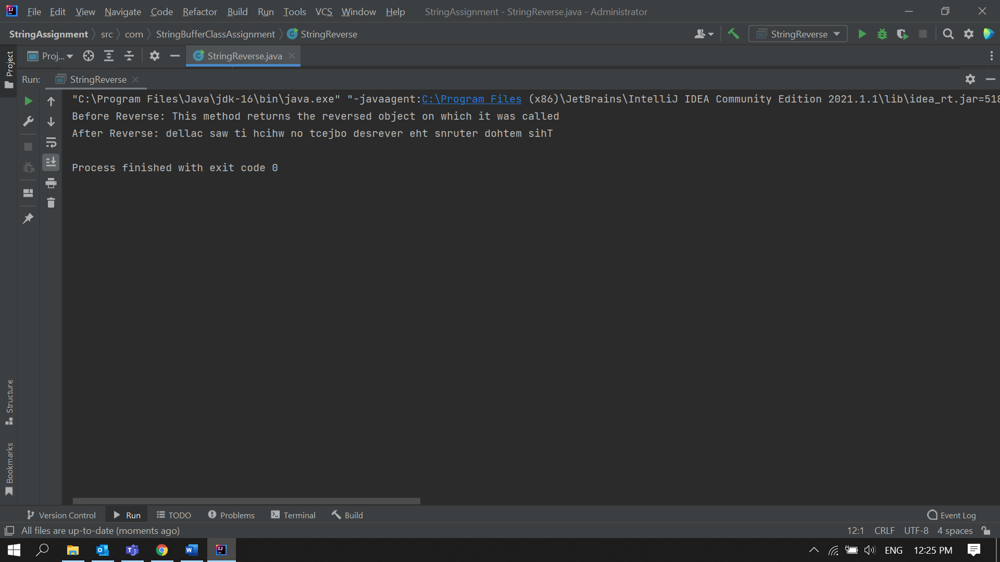 File Edit View Navigate Code Refactor Build Run Tools VCS Window Help StringAssignment - StringReverse.java - Administrator
StringAssignment src com StringBufferClassAssignment StringReverse StringReverse
Proj... StringReverse.java
Project
Run: StringReverse
"C:\Program Files\Java\jdk-16\bin\java.exe" "-javaagent:C:\Program Files (x86)\JetBrains\IntelliJ IDEA Community Edition 2021.1.1\lib\idea_rt.jar=518
Before Reverse: This method returns the reversed object on which it was called
After Reverse: dellac saw ti hcihw no tcejbo desrever eht snruter dohtem sihT
Process finished with exit code 0
Structure
Bookmarks
Version Control Run TODO Problems Terminal Build Event Log
All files are up-to-date (moments ago) 12:1 CRLF UTF-8 4 spaces
ENG 12:25 PM